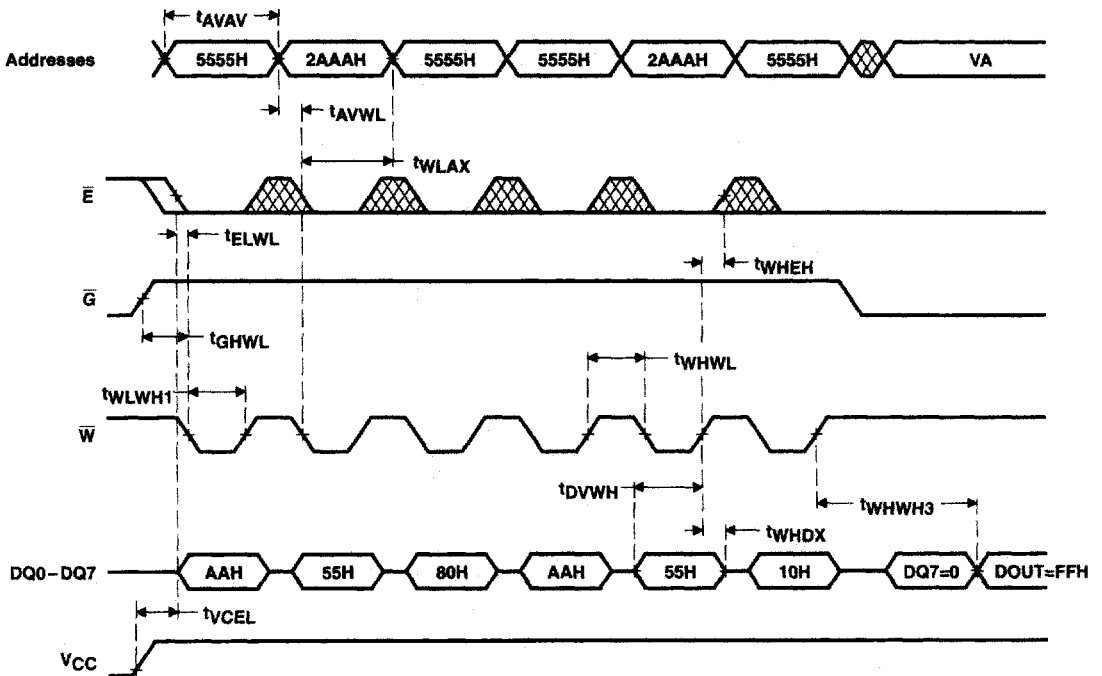 tAVAV
Addresses 5555H 2AAAH 5555H 5555H 2AAAH 5555H VA
tAVWL
tWLAX
E
tELWL
tWHEH
G
tGHWL
tWHWL
tWLWH1
W
tDVWH
tWHWH3
tWHDX
DQ0–DQ7 AAH 55H 80H AAH 55H 10H DQ7=0 DOUT=FFH
tVCEL
VCC